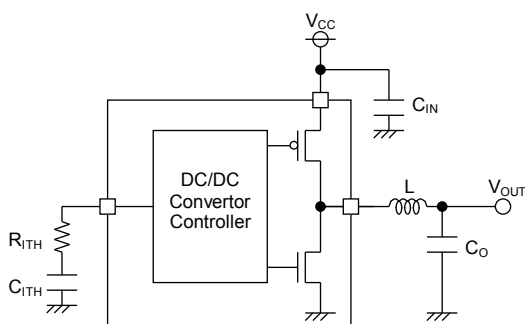 VCC
CIN
DC/DC
Convertor
Controller
L
VOUT
RITH
CO
CITH